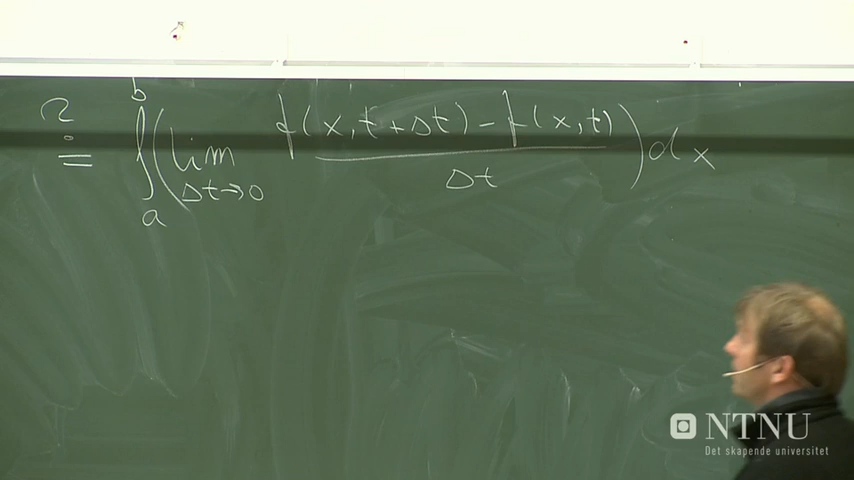 ?
= ∫_a^b ( lim_{Δt→0} (f(x, t+Δt) - f(x, t)) / Δt ) dx
NTNU
Det skapende universitet